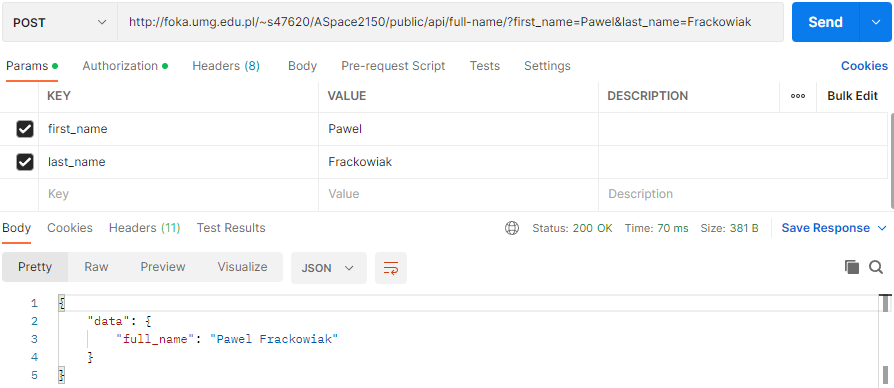 POST http://foka.umg.edu.pl/~s47620/ASpace2150/public/api/full-name/?first_name=Pawel&last_name=Frackowiak Send
Params Authorization Headers (8) Body Pre-request Script Tests Settings Cookies
KEY VALUE DESCRIPTION Bulk Edit
first_name Pawel
last_name Frackowiak
Key Value Description
Body Cookies Headers (11) Test Results Status: 200 OK Time: 70 ms Size: 381 B Save Response
Pretty Raw Preview Visualize JSON
1 {
2 "data": {
3 "full_name": "Pawel Frackowiak"
4 }
5 }